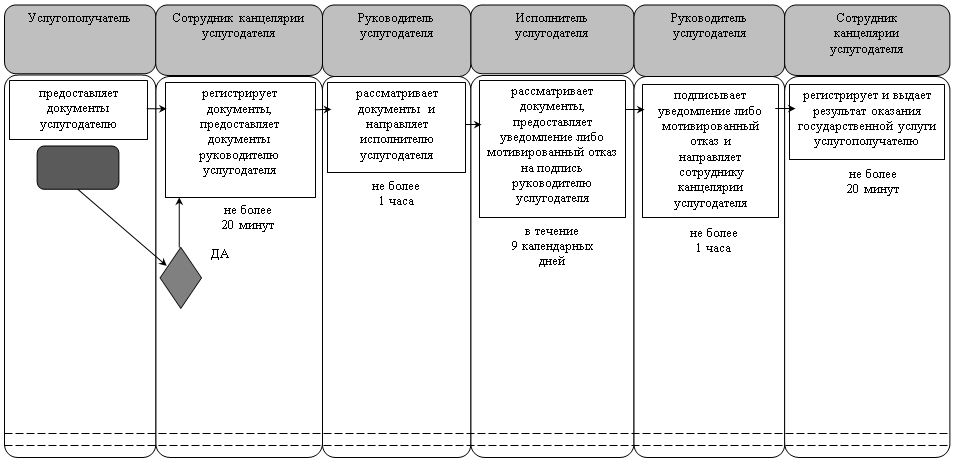 Услугополучатель
Сотрудник канцелярии
услугодателя
Руководитель
услугодателя
Исполнитель
услугодателя
Руководитель
услугодателя
Сотрудник
канцелярии
услугодателя
предоставляет
документы
услугодателю
регистрирует
документы,
предоставляет
документы
руководителю
услугодателя
не более
20 минут
ДА
рассматривает
документы и
направляет
исполнителю
услугодателя
не более
1 часа
рассматривает
документы,
предоставляет
уведомление либо
мотивированный отказ
на подпись
руководителю
услугодателя
в течение
9 календарных
дней
подписывает
уведомление либо
мотивированный
отказ и
направляет
сотруднику
канцелярии
услугодателя
не более
1 часа
регистрирует и выдает
результат оказания
государственной услуги
услугополучателю
не более
20 минут